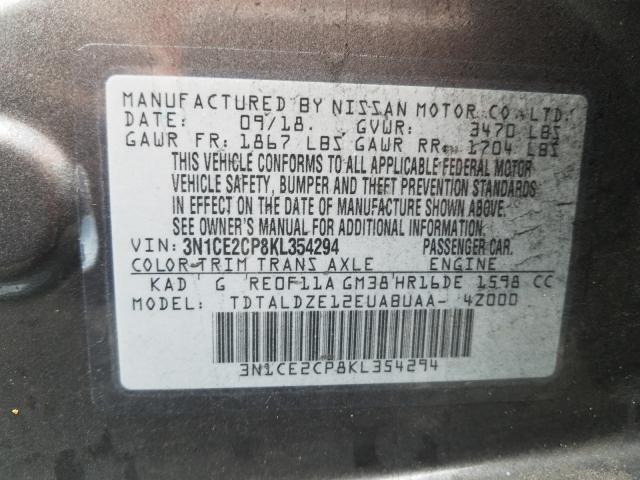 MANUFACTURED BY NISSAN MOTOR CO., LTD.
DATE: 09/18. GVWR: 3470 LBS
GAWR FR: 1867 LBS GAWR RR: 1704 LBS
THIS VEHICLE CONFORMS TO ALL APPLICABLE FEDERAL MOTOR
VEHICLE SAFETY, BUMPER AND THEFT PREVENTION STANDARDS
IN EFFECT ON THE DATE OF MANUFACTURE SHOWN ABOVE.
SEE OWNER'S MANUAL FOR ADDITIONAL INFORMATION.
VIN: 3N1CE2CP8KL354294 PASSENGER CAR.
COLOR-TRIM TRANS AXLE ENGINE
KAD G RE0F11A GM38 HR16DE 1598 CC
MODEL: TDTALDZE12EUABUAA- 4Z000
3N1CE2CP8KL354294